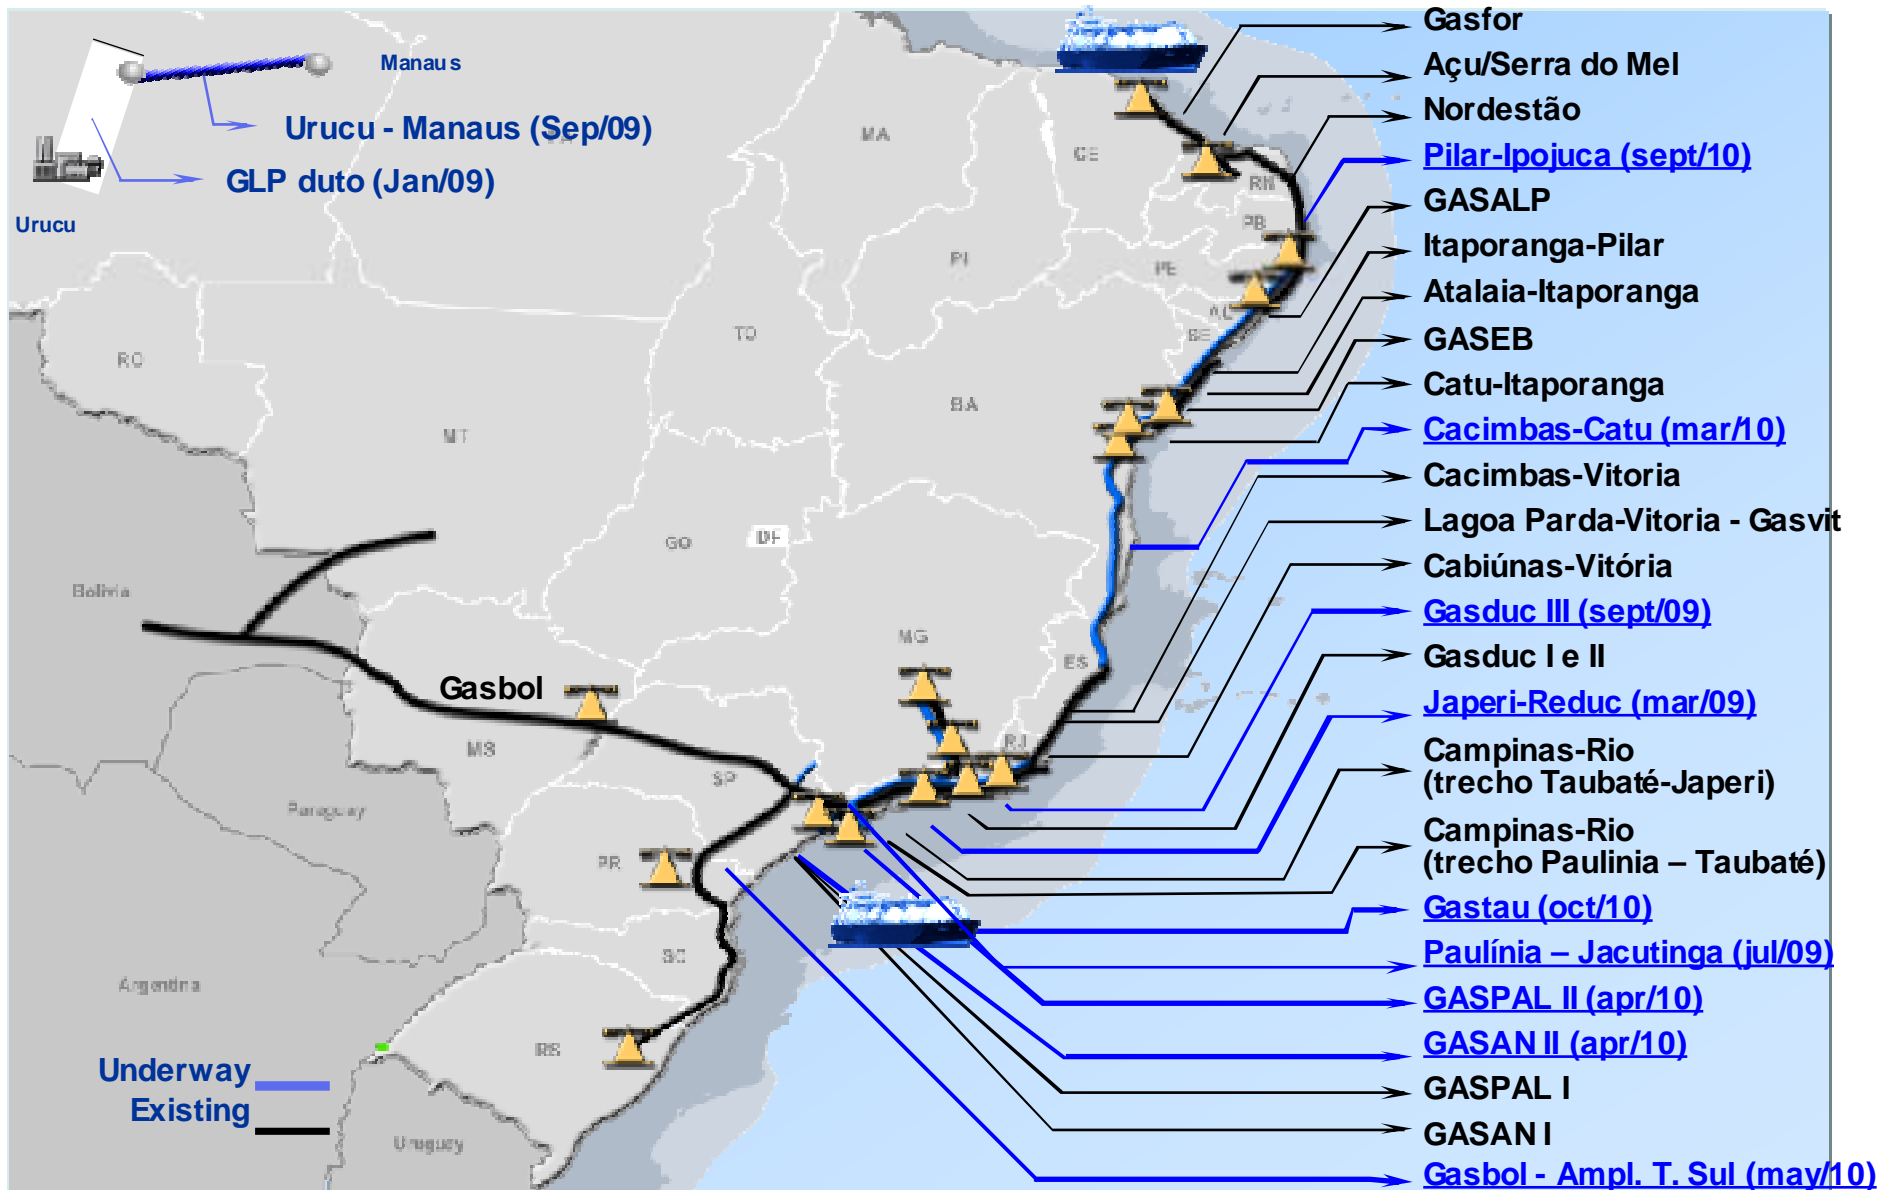 Manaus
Urucu - Manaus (Sep/09)
GLP duto (Jan/09)
Urucu
Gasfor
Açu/Serra do Mel
Nordestão
Pilar-Ipojuca (sept/10)
GASALP
Itaporanga-Pilar
Atalaia-Itaporanga
GASEB
Catu-Itaporanga
Cacimbas-Catu (mar/10)
Cacimbas-Vitoria
Lagoa Parda-Vitoria - Gasvit
Cabiúnas-Vitória
Gasduc III (sept/09)
Gasduc I e II
Japeri-Reduc (mar/09)
Campinas-Rio
(trecho Taubaté-Japeri)
Campinas-Rio
(trecho Paulinia – Taubaté)
Gastau (oct/10)
Paulínia – Jacutinga (jul/09)
GASPAL II (apr/10)
GASAN II (apr/10)
GASPAL I
GASAN I
Gasbol - Ampl. T. Sul (may/10)
MA
CE
RN
PB
PI
PE
AL
SE
TO
RO
BA
MT
GO
DF
Bolivia
MG
ES
Gasbol
MS
RJ
SP
Paraguay
PR
SC
Argentina
RS
Uruguay
Underway
Existing